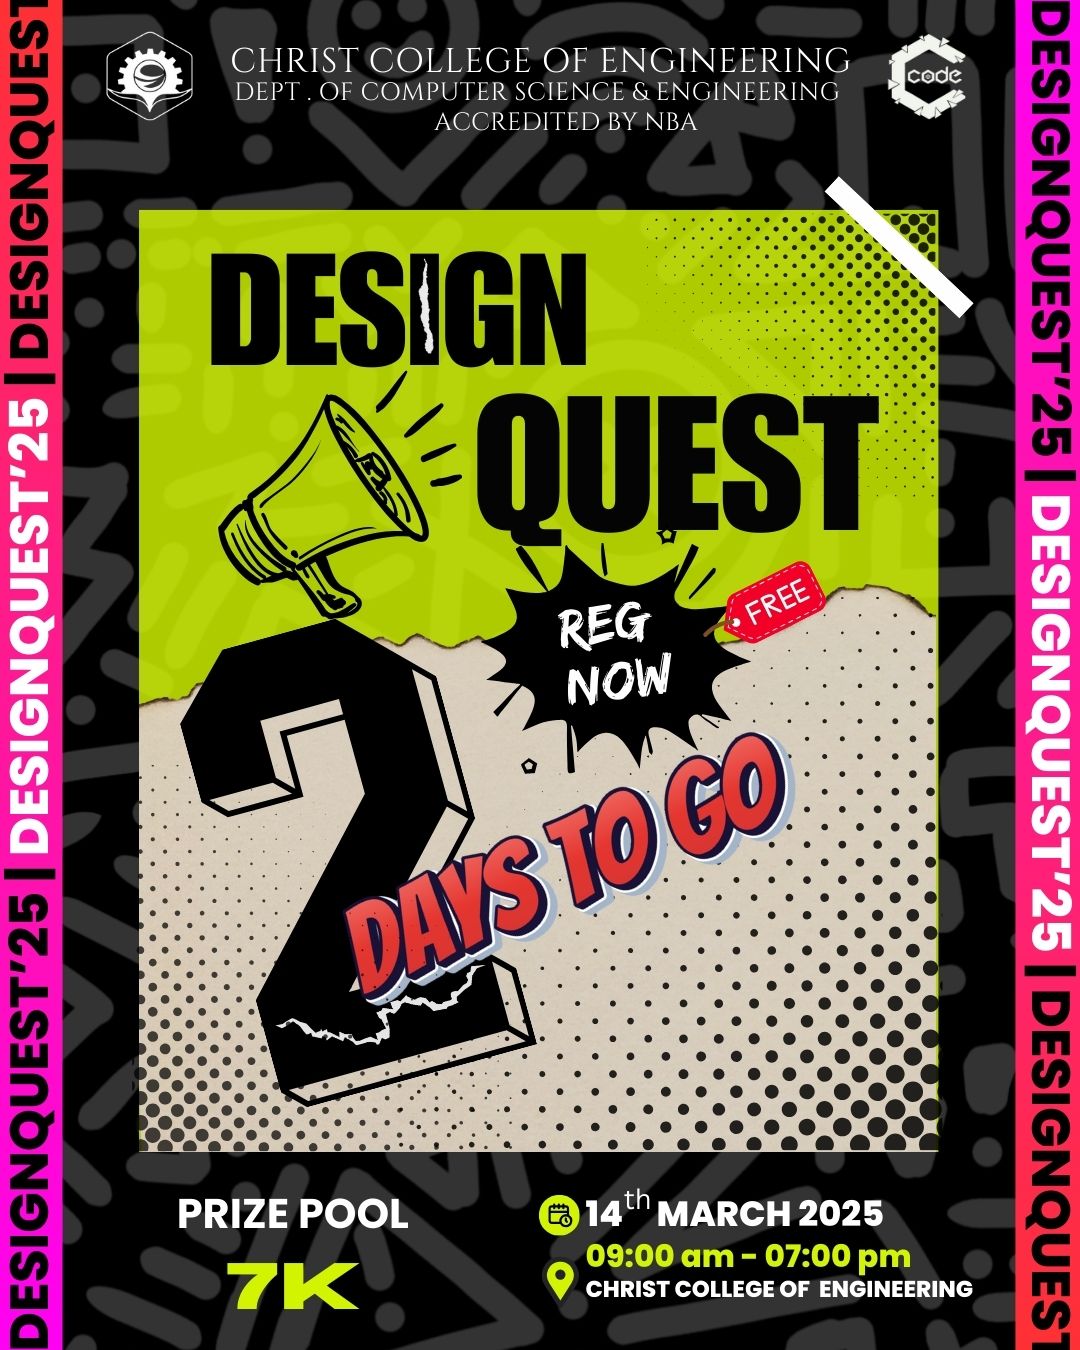 CHRIST COLLEGE OF ENGINEERING
DEPT . OF COMPUTER SCIENCE & ENGINEERING
ACCREDITED BY NBA
code
DESIGN
QUEST
REG
NOW
FREE
2
DAYS TO GO
PRIZE POOL
7K
14th MARCH 2025
09:00 am - 07:00 pm
CHRIST COLLEGE OF ENGINEERING
DESIGNQUEST'25 | DESIGNQUEST'25 | DESIGNQUEST
DESIGNQUEST'25 | DESIGNQUEST'25 | DESIGNQUEST